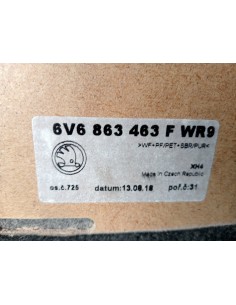 6V6 863 463 F WR9
>WF+PF/PET+SBR/PUR<
XH4
Made in Czech Republic
os.č.725 datum:13.08.18 poř.č:31